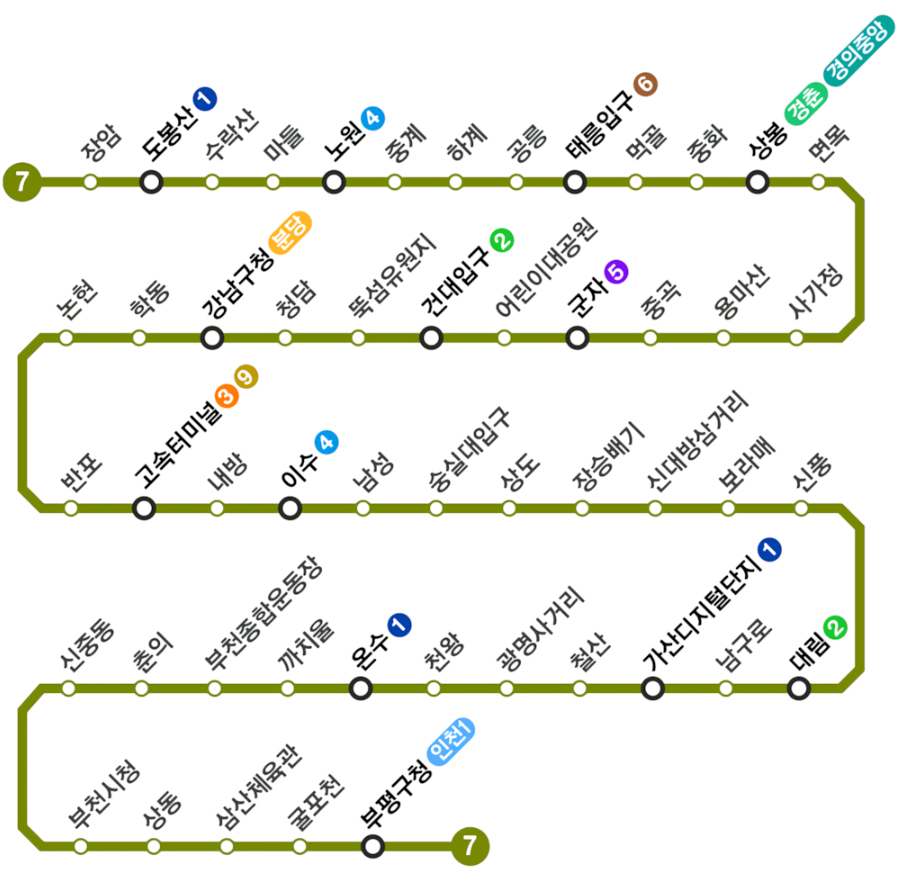 7 장암 도봉산 1 수락산 마들 노원 4 중계 하계 공릉 태릉입구 6 먹골 중화 상봉 경춘 경의중앙 면목
논현 학동 강남구청 분당 청담 뚝섬유원지 건대입구 2 어린이대공원 군자 5 중곡 용마산 사가정
반포 고속터미널 3 9 내방 이수 4 남성 숭실대입구 상도 장승배기 신대방삼거리 보라매 신풍
신중동 춘의 부천종합운동장 까치울 온수 1 천왕 광명사거리 철산 가산디지털단지 1 남구로 대림 2
부천시청 상동 삼산체육관 굴포천 부평구청 인천1 7